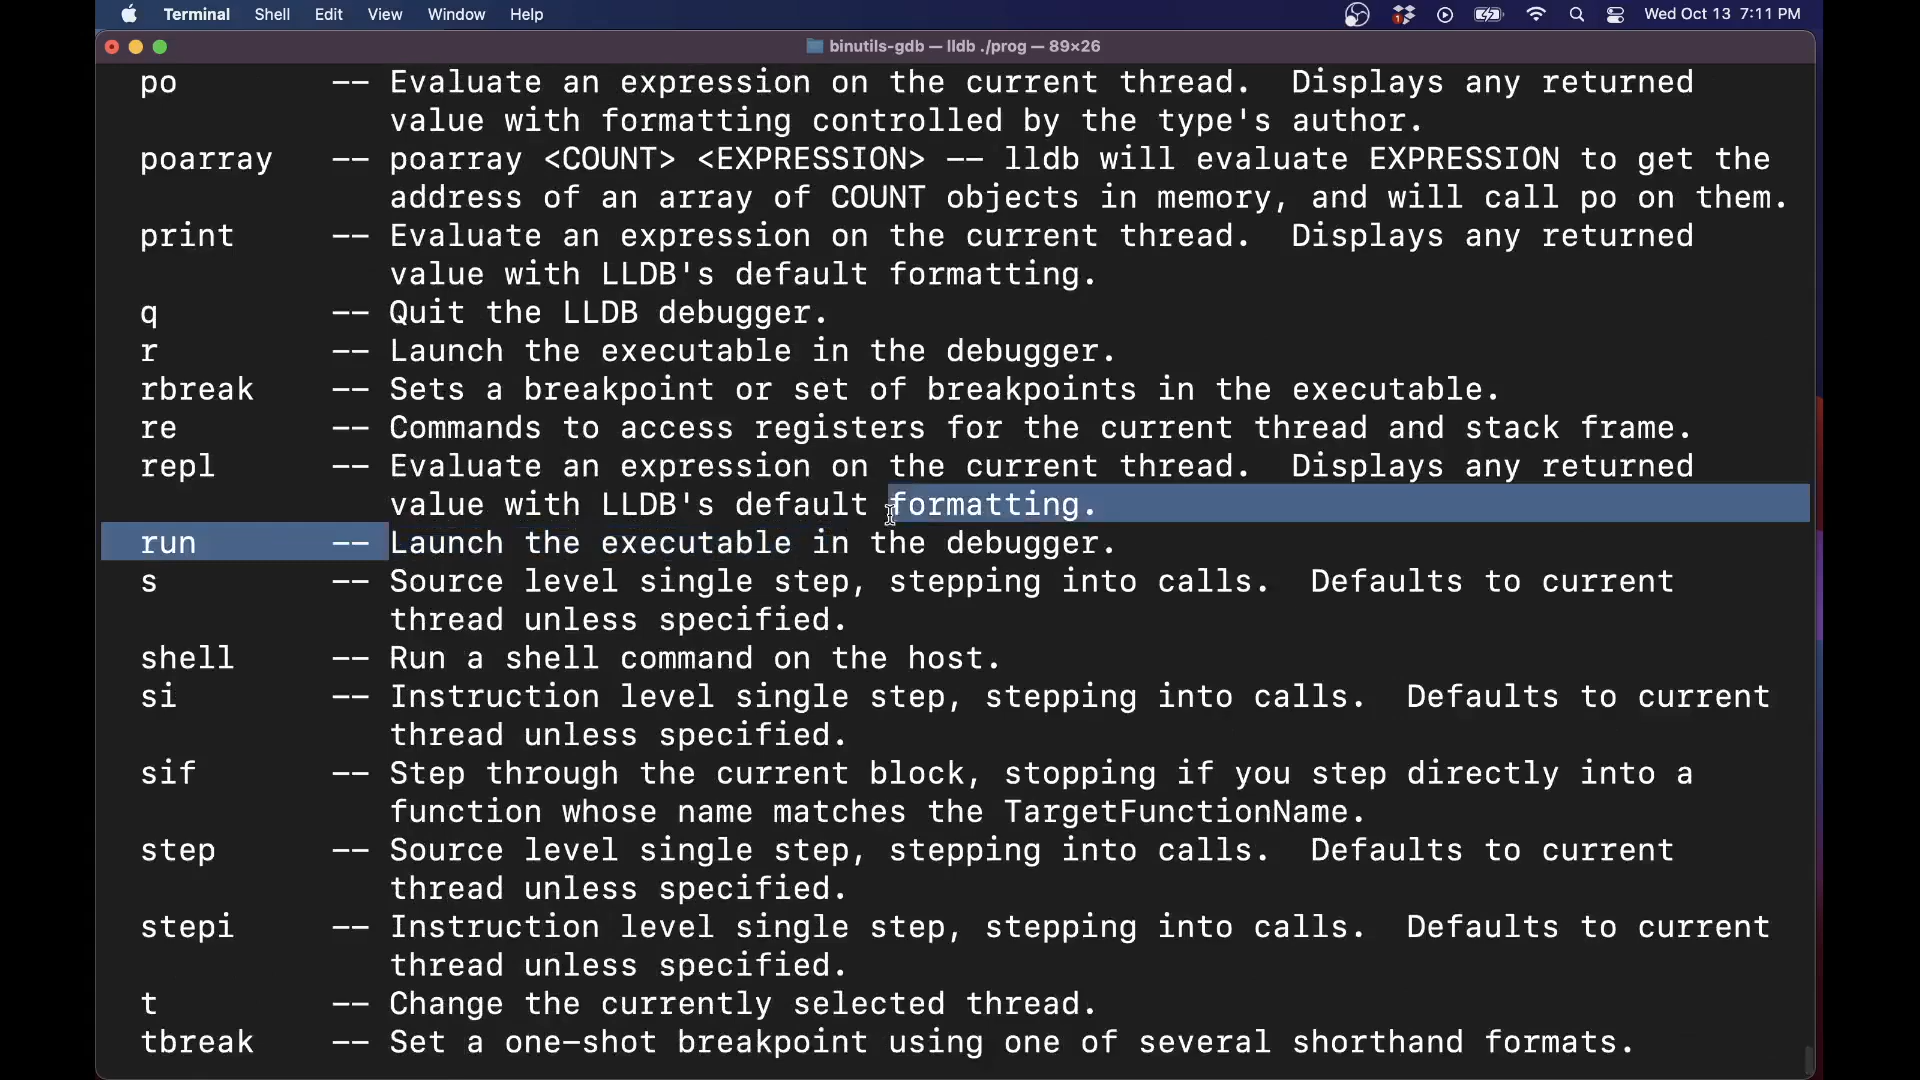 Terminal Shell Edit View Window Help 1 Wed Oct 13 7:11 PM
binutils-gdb — lldb ./prog — 89×26
po -- Evaluate an expression on the current thread. Displays any returned
value with formatting controlled by the type's author.
poarray -- poarray <COUNT> <EXPRESSION> -- lldb will evaluate EXPRESSION to get the
address of an array of COUNT objects in memory, and will call po on them.
print -- Evaluate an expression on the current thread. Displays any returned
value with LLDB's default formatting.
q -- Quit the LLDB debugger.
r -- Launch the executable in the debugger.
rbreak -- Sets a breakpoint or set of breakpoints in the executable.
re -- Commands to access registers for the current thread and stack frame.
repl -- Evaluate an expression on the current thread. Displays any returned
value with LLDB's default formatting.
run -- Launch the executable in the debugger.
s -- Source level single step, stepping into calls. Defaults to current
thread unless specified.
shell -- Run a shell command on the host.
si -- Instruction level single step, stepping into calls. Defaults to current
thread unless specified.
sif -- Step through the current block, stopping if you step directly into a
function whose name matches the TargetFunctionName.
step -- Source level single step, stepping into calls. Defaults to current
thread unless specified.
stepi -- Instruction level single step, stepping into calls. Defaults to current
thread unless specified.
t -- Change the currently selected thread.
tbreak -- Set a one-shot breakpoint using one of several shorthand formats.